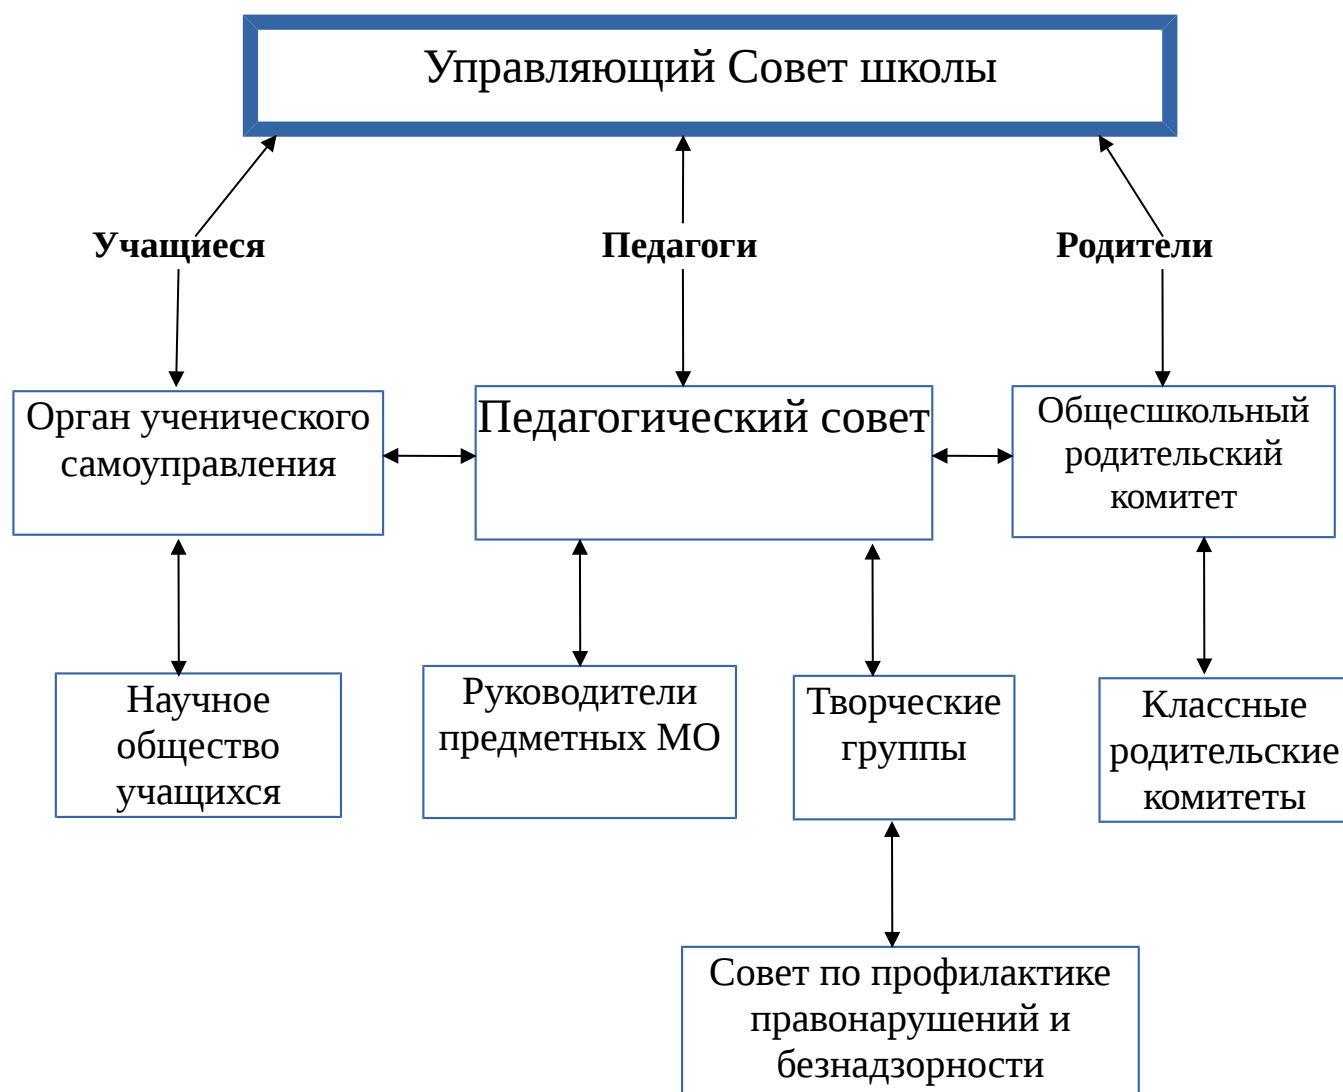 Управляющий Совет школы
Учащиеся
Педагоги
Родители
Орган ученического
самоуправления
Педагогический совет
Общесшкольный
родительский
комитет
Научное
общество
учащихся
Руководители
предметных МО
Творческие
группы
Классные
родительские
комитеты
Совет по профилактике
правонарушений и
безнадзорности